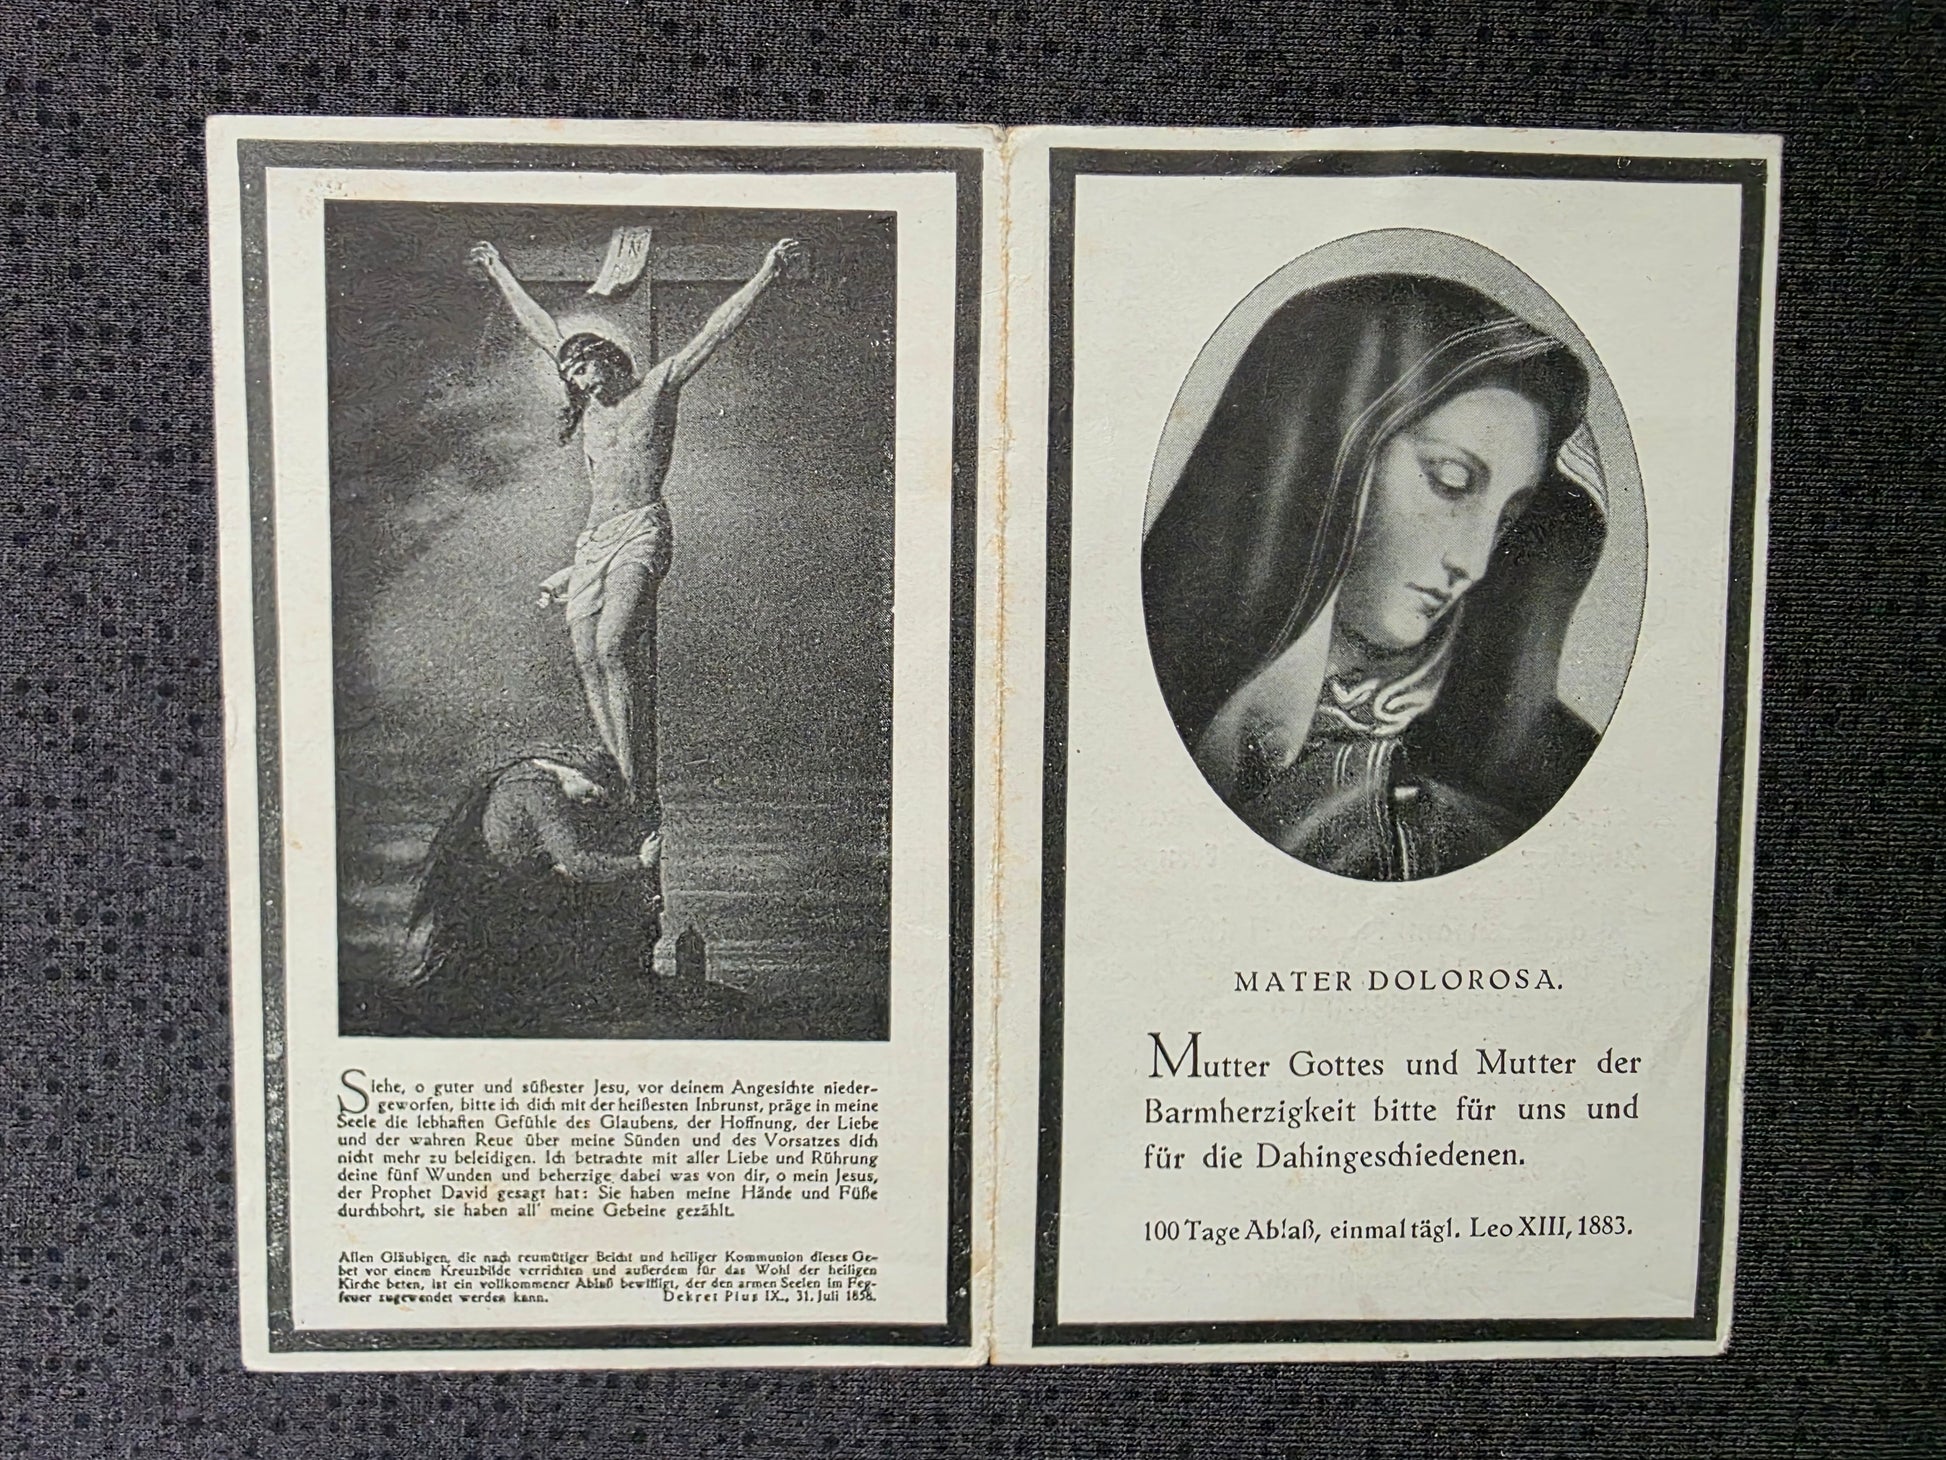 IN
Siehe, o guter und süßester Jesu, vor deinem Angesichte nieder-
geworfen, bitte ich dich mit der heißesten Inbrunst, präge in meine
Seele die lebhaften Gefühle des Glaubens, der Hoffnung, der Liebe
und der wahren Reue über meine Sünden und des Vorsatzes dich
nicht mehr zu beleidigen. Ich betrachte mit aller Liebe und Rührung
deine fünf Wunden und beherzige dabei was von dir, o mein Jesus,
der Prophet David gesagt hat: Sie haben meine Hände und Füße
durchbohrt, sie haben all' meine Gebeine gezählt.
Allen Gläubigen, die nach reumütiger Beicht und heiliger Kommunion dieses Ge-
bet vor einem Kreuzbilde verrichten und außerdem für das Wohl der heiligen
Kirche beten, ist ein vollkommener Ablaß bewilligt, der den armen Seelen im Feg-
feuer zugewendet werden kann. Dekret Pius IX., 31. Juli 1858.
MATER DOLOROSA.
Mutter Gottes und Mutter der
Barmherzigkeit bitte für uns und
für die Dahingeschiedenen.
100 Tage Ablaß, einmal tägl. Leo XIII, 1883.